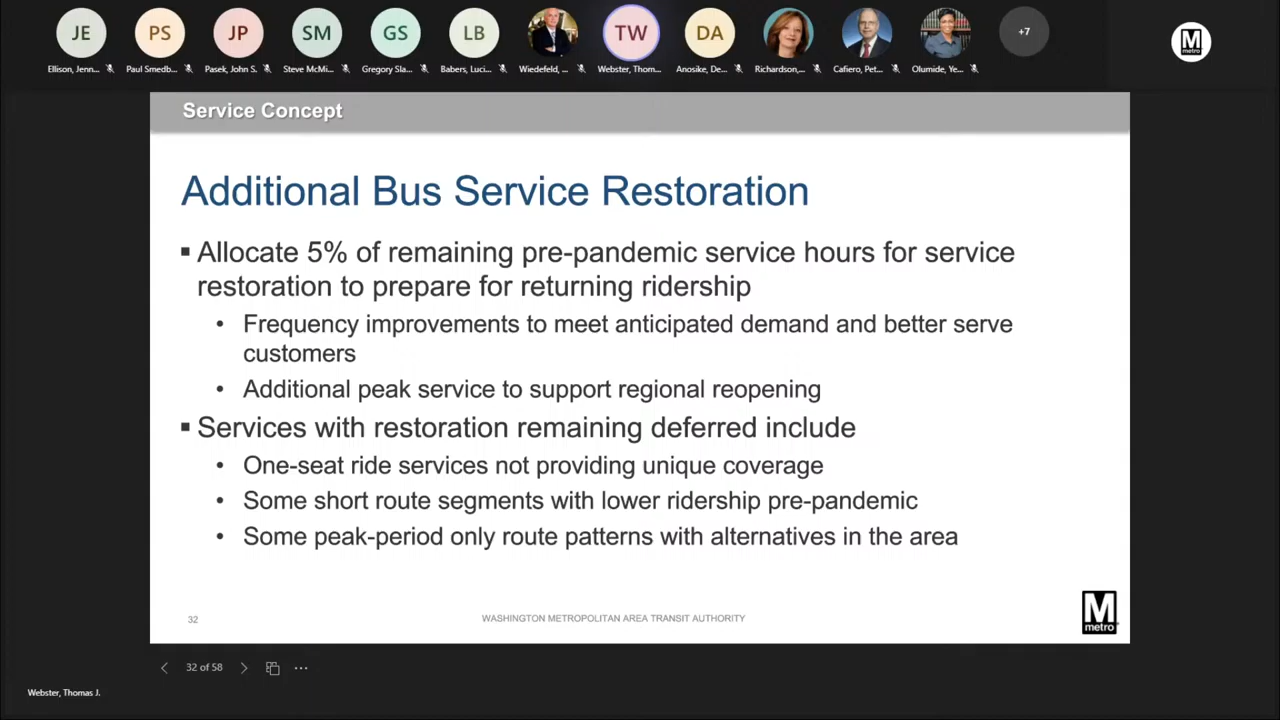 JE
PS
JP
SM
GS
LB
TW
DA
+7
M
metro
Ellison, Jenn...
Paul Smedb...
Pasek, John S.
Steve McMi...
Gregory Sla...
Babers, Luci...
Wiedefeld, ...
Webster, Thom...
Anosike, De...
Richardson,...
Cafiero, Pet...
Olumide, Ye...
Service Concept
Additional Bus Service Restoration
▪ Allocate 5% of remaining pre-pandemic service hours for service
restoration to prepare for returning ridership
• Frequency improvements to meet anticipated demand and better serve
customers
• Additional peak service to support regional reopening
▪ Services with restoration remaining deferred include
• One-seat ride services not providing unique coverage
• Some short route segments with lower ridership pre-pandemic
• Some peak-period only route patterns with alternatives in the area
32
WASHINGTON METROPOLITAN AREA TRANSIT AUTHORITY
M
metro
32 of 58
Webster, Thomas J.